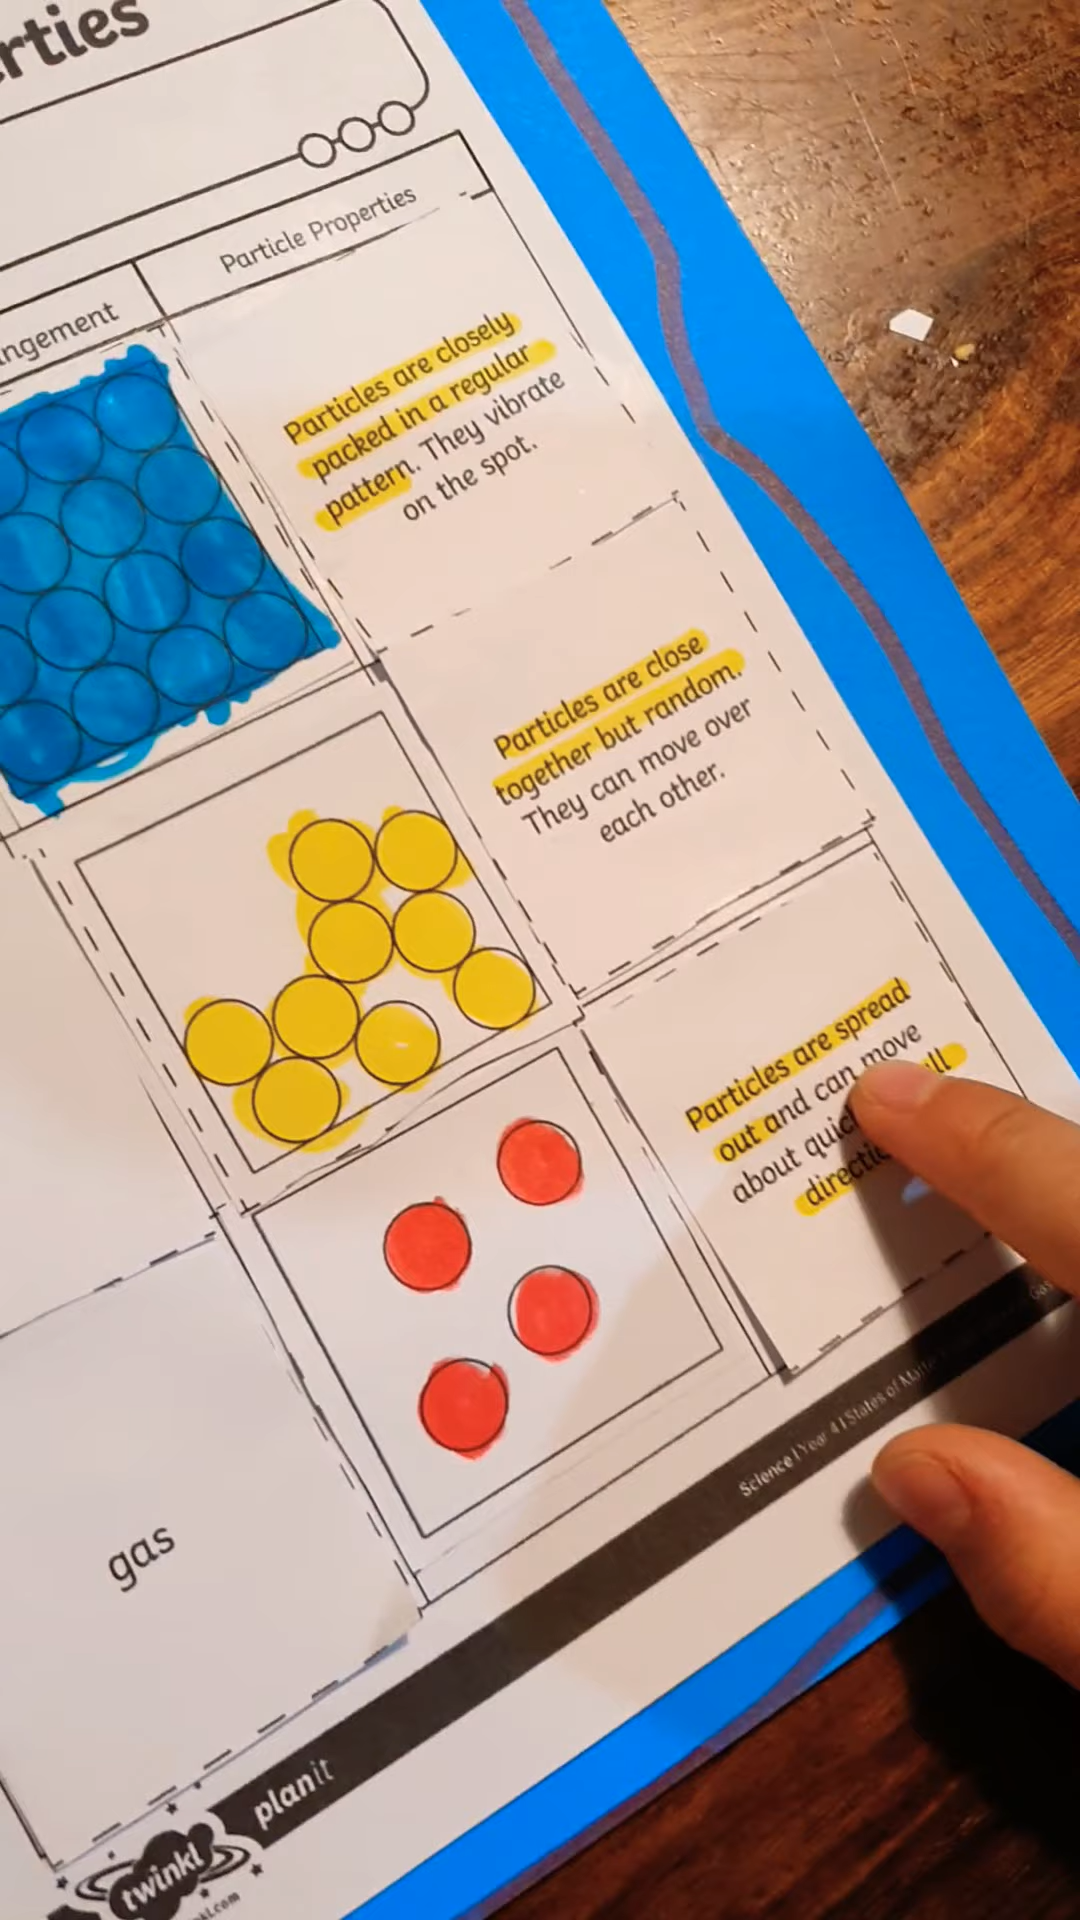 rties
ngement
Particle Properties
Particles are closely
packed in a regular
pattern. They vibrate
on the spot.
Particles are close
together but random.
They can move over
each other.
Particles are spread
out and can move
about
directi
gas
Science | Year 4 | States of
planit
twinkl